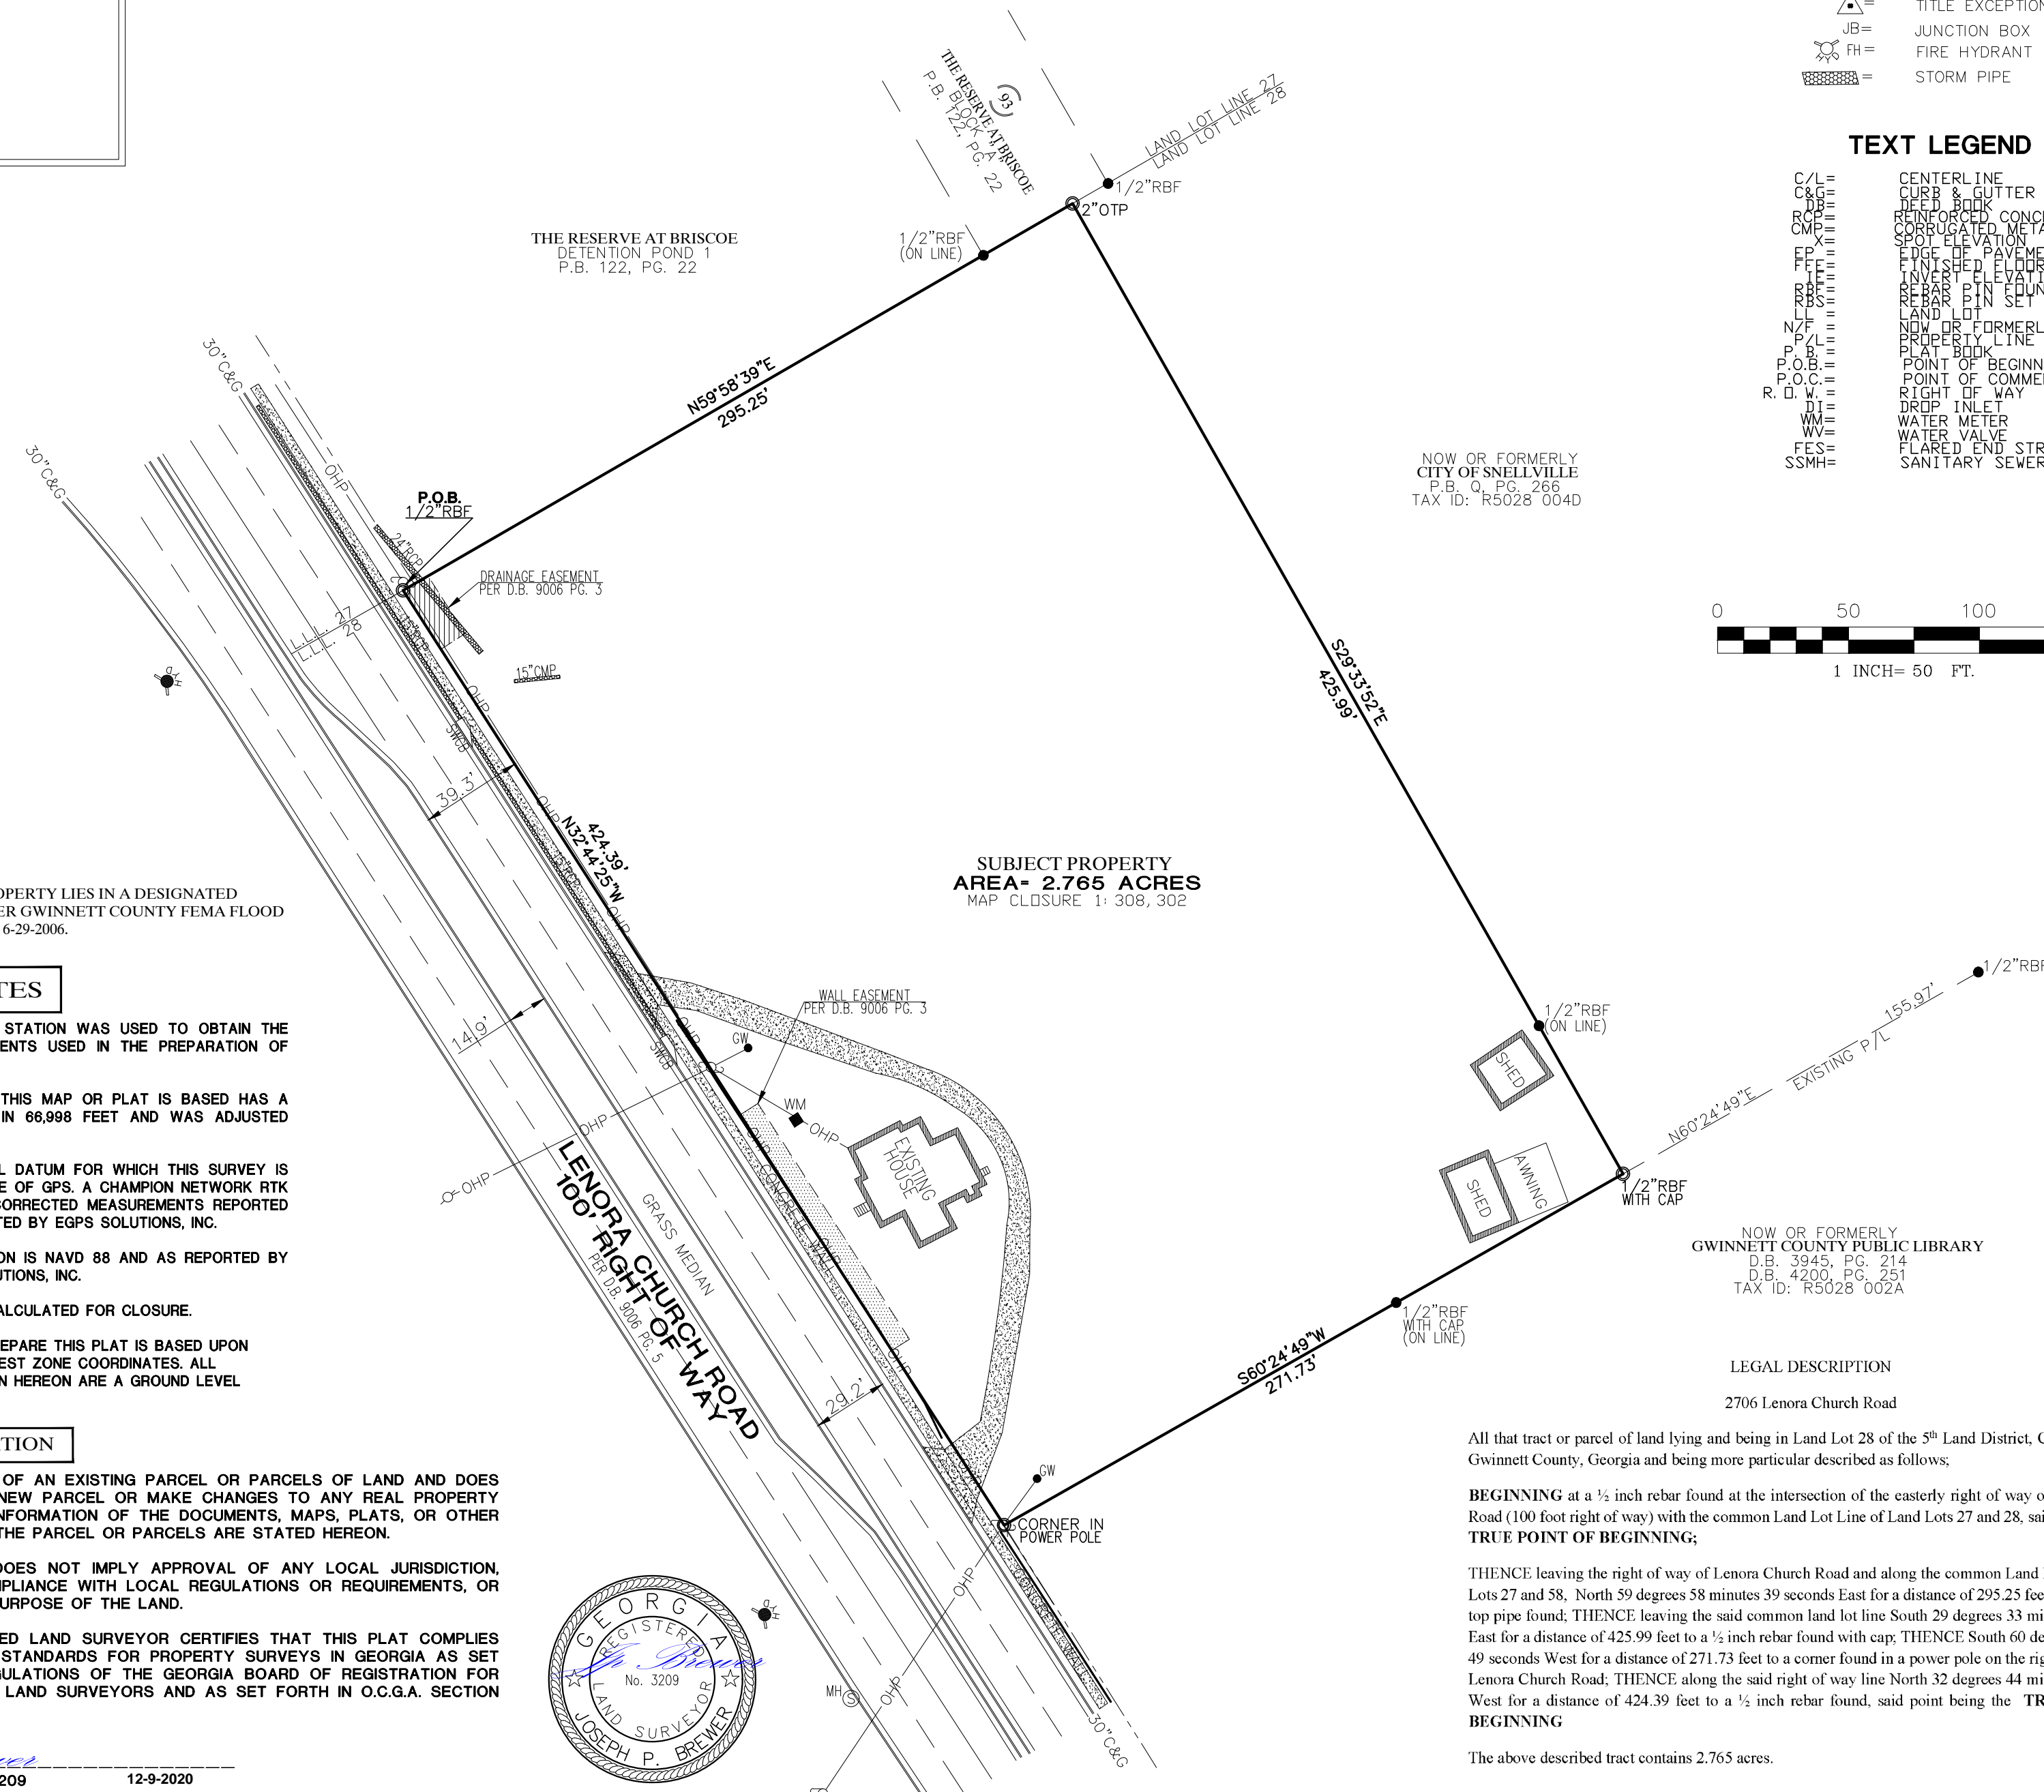 TITLE EXCEPTION
JB= JUNCTION BOX
FH= FIRE HYDRANT
= STORM PIPE
TEXT LEGEND
C/L= CENTERLINE
C&G= CURB & GUTTER
DB= DEED BOOK
RCP= REINFORCED CONC
CMP= CORRUGATED META
X= SPOT ELEVATION
EP = EDGE OF PAVEME
FFE= FINISHED FLOOR
IE= INVERT ELEVATI
RBF= REBAR PIN FOUN
RBS= REBAR PIN SET
LL = LAND LOT
N/F = NOW OR FORMERL
P/L= PROPERTY LINE
P. B. = PLAT BOOK
P.O.B.= POINT OF BEGINN
P.O.C.= POINT OF COMME
R. O. W. = RIGHT OF WAY
DI= DROP INLET
WM= WATER METER
WV= WATER VALVE
FES= FLARED END STR
SSMH= SANITARY SEWER
0 50 100
1 INCH= 50 FT.
THE RESERVE AT BRISCOE
BLOCK "A"
P.B. 122, PG. 22
THE RESERVE AT BRISCOE
93
LAND LOT LINE 27
LAND LOT LINE 28
1/2"RBF
2"OTP
1/2"RBF
(ON LINE)
THE RESERVE AT BRISCOE
DETENTION POND 1
P.B. 122, PG. 22
30"C&G
30"C&G
OHP
N59°58'39"E
295.25'
P.O.B.
1/2"RBF
24"RCP
DRAINAGE EASEMENT
PER D.B. 9006 PG. 3
L.L.L. 27
L.L.L. 28
15"RCP
15"CMP
FH
OHP
SWCB
39.3'
OHP
424.39'
N32°44'25"W
15"RCP
OHP
NOW OR FORMERLY
CITY OF SNELLVILLE
P.B. Q, PG. 266
TAX ID: R5028 004D
S29°33'52"E
425.99'
SUBJECT PROPERTY
AREA= 2.765 ACRES
MAP CLOSURE 1: 308, 302
WALL EASEMENT
PER D.B. 9006 PG. 3
14.9'
OHP
SWCB
GW
WM
OHP
OHP
OHP
OHP
EXISTING
HOUSE
CONCRETE WALL
OHP
OHP
LENORA CHURCH ROAD
100' RIGHT OF WAY
PER D.B. 9006 PG. 5
GRASS MEDIAN
29.2'
1/2"RBF
(ON LINE)
SHED
SHED
AWNING
1/2"RBF
WITH CAP
N60°24'49"E
EXISTING P/L
155.97'
1/2"RBF
NOW OR FORMERLY
GWINNETT COUNTY PUBLIC LIBRARY
D.B. 3945, PG. 214
D.B. 4200, PG. 251
TAX ID: R5028 002A
1/2"RBF
WITH CAP
(ON LINE)
S60°24'49"W
271.73'
GW
CORNER IN
POWER POLE
OHP
CONCRETE WALL
FH
MH S
OHP
30"C&G
OPERTY LIES IN A DESIGNATED
ER GWINNETT COUNTY FEMA FLOOD
6-29-2006.
TES
STATION WAS USED TO OBTAIN THE
ENTS USED IN THE PREPARATION OF
THIS MAP OR PLAT IS BASED HAS A
IN 66,998 FEET AND WAS ADJUSTED
L DATUM FOR WHICH THIS SURVEY IS
E OF GPS. A CHAMPION NETWORK RTK
CORRECTED MEASUREMENTS REPORTED
TED BY EGPS SOLUTIONS, INC.
ON IS NAVD 88 AND AS REPORTED BY
UTIONS, INC.
ALCULATED FOR CLOSURE.
EPARE THIS PLAT IS BASED UPON
EST ZONE COORDINATES. ALL
N HEREON ARE A GROUND LEVEL
TION
OF AN EXISTING PARCEL OR PARCELS OF LAND AND DOES
NEW PARCEL OR MAKE CHANGES TO ANY REAL PROPERTY
NFORMATION OF THE DOCUMENTS, MAPS, PLATS, OR OTHER
THE PARCEL OR PARCELS ARE STATED HEREON.
DOES NOT IMPLY APPROVAL OF ANY LOCAL JURISDICTION,
MPLIANCE WITH LOCAL REGULATIONS OR REQUIREMENTS, OR
URPOSE OF THE LAND.
ED LAND SURVEYOR CERTIFIES THAT THIS PLAT COMPLIES
STANDARDS FOR PROPERTY SURVEYS IN GEORGIA AS SET
GULATIONS OF THE GEORGIA BOARD OF REGISTRATION FOR
LAND SURVEYORS AND AS SET FORTH IN O.C.G.A. SECTION
209
12-9-2020
GEORGIA
REGISTERED
No. 3209
LAND SURVEYOR
JOSEPH P. BREWER
LEGAL DESCRIPTION
2706 Lenora Church Road
All that tract or parcel of land lying and being in Land Lot 28 of the 5th Land District, C
Gwinnett County, Georgia and being more particular described as follows;
BEGINNING at a ½ inch rebar found at the intersection of the easterly right of way o
Road (100 foot right of way) with the common Land Lot Line of Land Lots 27 and 28, sai
TRUE POINT OF BEGINNING;
THENCE leaving the right of way of Lenora Church Road and along the common Land
Lots 27 and 58, North 59 degrees 58 minutes 39 seconds East for a distance of 295.25 fee
top pipe found; THENCE leaving the said common land lot line South 29 degrees 33 mi
East for a distance of 425.99 feet to a ½ inch rebar found with cap; THENCE South 60 de
49 seconds West for a distance of 271.73 feet to a corner found in a power pole on the rig
Lenora Church Road; THENCE along the said right of way line North 32 degrees 44 mi
West for a distance of 424.39 feet to a ½ inch rebar found, said point being the TR
BEGINNING
The above described tract contains 2.765 acres.